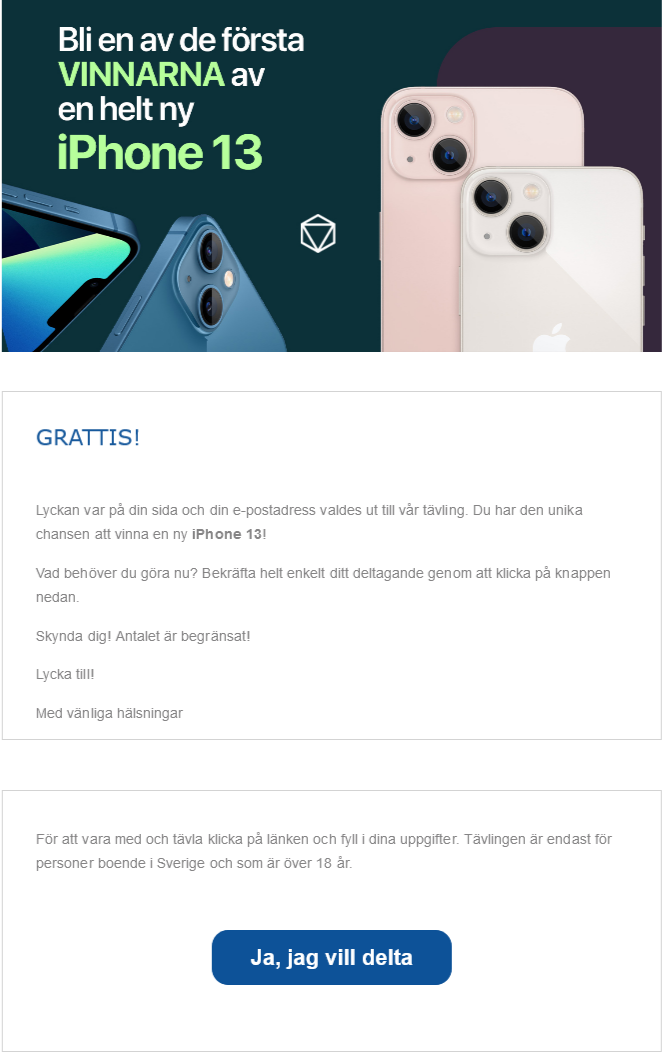 Bli en av de första
VINNARNA av
en helt ny
iPhone 13
GRATTIS!
Lyckan var på din sida och din e-postadress valdes ut till vår tävling. Du har den unika
chansen att vinna en ny iPhone 13!
Vad behöver du göra nu? Bekräfta helt enkelt ditt deltagande genom att klicka på knappen
nedan.
Skynda dig! Antalet är begränsat!
Lycka till!
Med vänliga hälsningar
För att vara med och tävla klicka på länken och fyll i dina uppgifter. Tävlingen är endast för
personer boende i Sverige och som är över 18 år.
Ja, jag vill delta